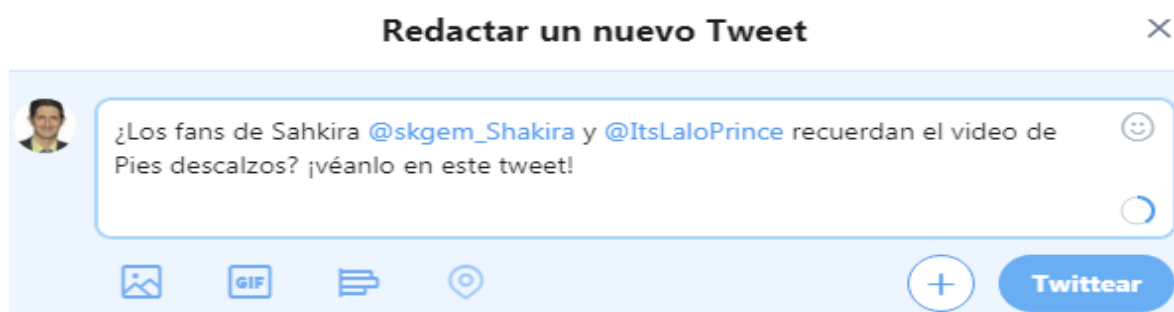 Redactar un nuevo Tweet
¿Los fans de Sahkira @skgem_Shakira y @ItsLaloPrince recuerdan el video de
Pies descalzos? ¡véanlo en este tweet!
GIF
Twittear